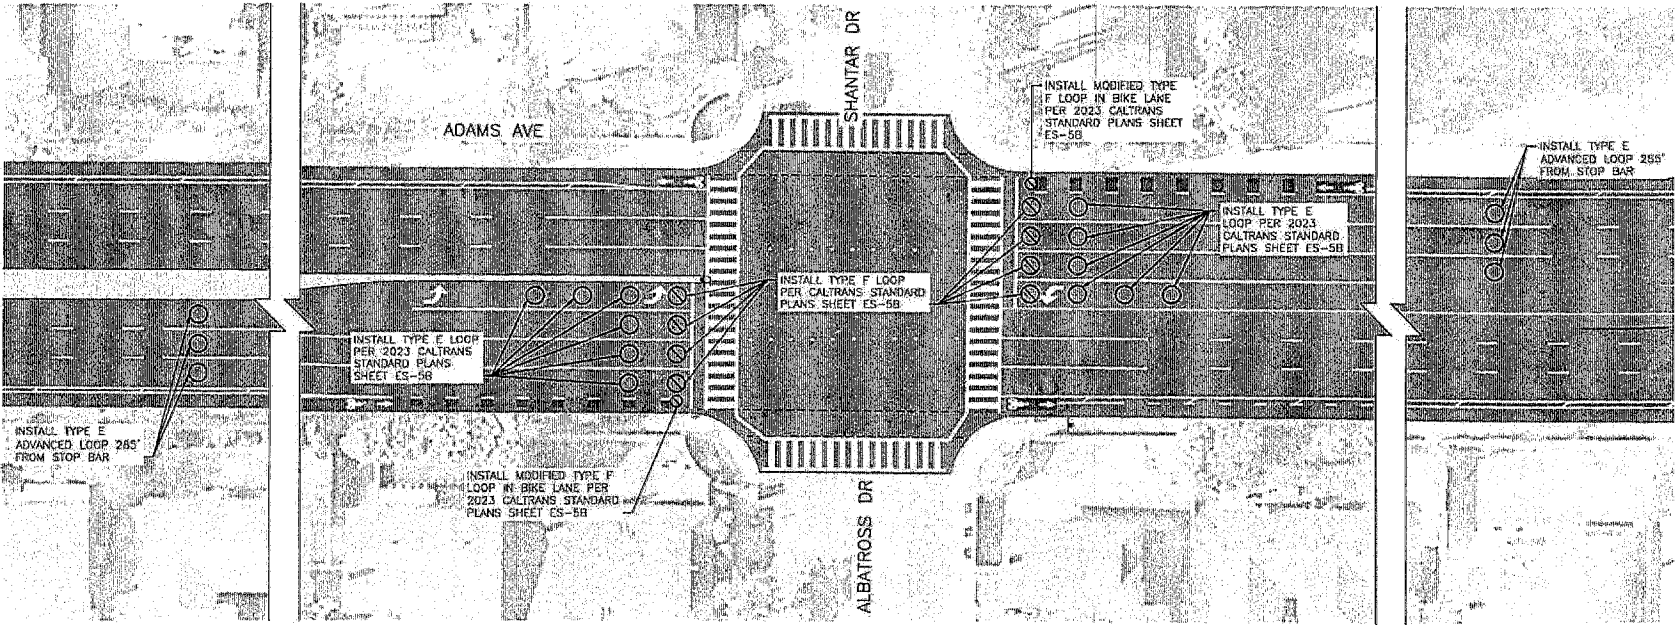 SHANTAR DR
ADAMS AVE
INSTALL MODIFIED TYPE
F LOOP IN BIKE LANE
PER 2023 CALTRANS
STANDARD PLANS SHEET
ES-5B
INSTALL TYPE E
ADVANCED LOOP 265'
FROM STOP BAR
INSTALL TYPE E
LOOP PER 2023
CALTRANS STANDARD
PLANS SHEET ES-5B
INSTALL TYPE F LOOP
PER CALTRANS STANDARD
PLANS SHEET ES-5B
INSTALL TYPE E LOOP
PER 2023 CALTRANS
STANDARD PLANS
SHEET ES-5B
INSTALL TYPE E
ADVANCED LOOP 265'
FROM STOP BAR
INSTALL MODIFIED TYPE F
LOOP IN BIKE LANE PER
2023 CALTRANS STANDARD
PLANS SHEET ES-5B
ALBATROSS DR